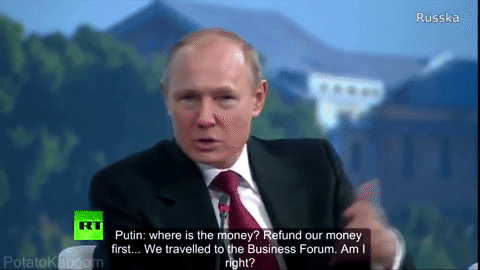 Russka
RT
Putin: where is the money? Refund our money
first... We travelled to the Business Forum. Am I
right?
PotatoKaboom